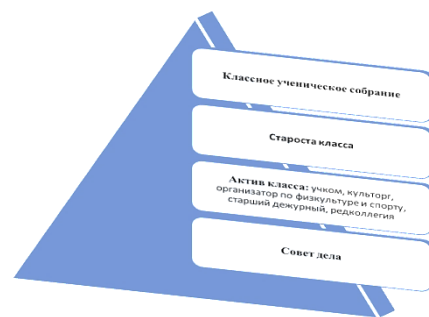 Классное ученическое собрание
Староста класса
Актив класса: учком, культорг,
организатор по физкультуре и спорту,
старший дежурный, редколлегия
Совет дела